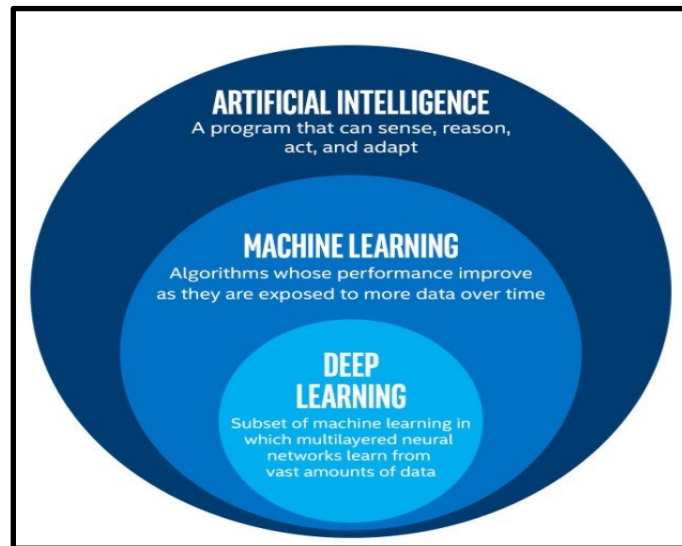 ARTIFICIAL INTELLIGENCE
A program that can sense, reason,
act, and adapt
MACHINE LEARNING
Algorithms whose performance improve
as they are exposed to more data over time
DEEP
LEARNING
Subset of machine learning in
which multilayered neural
networks learn from
vast amounts of data